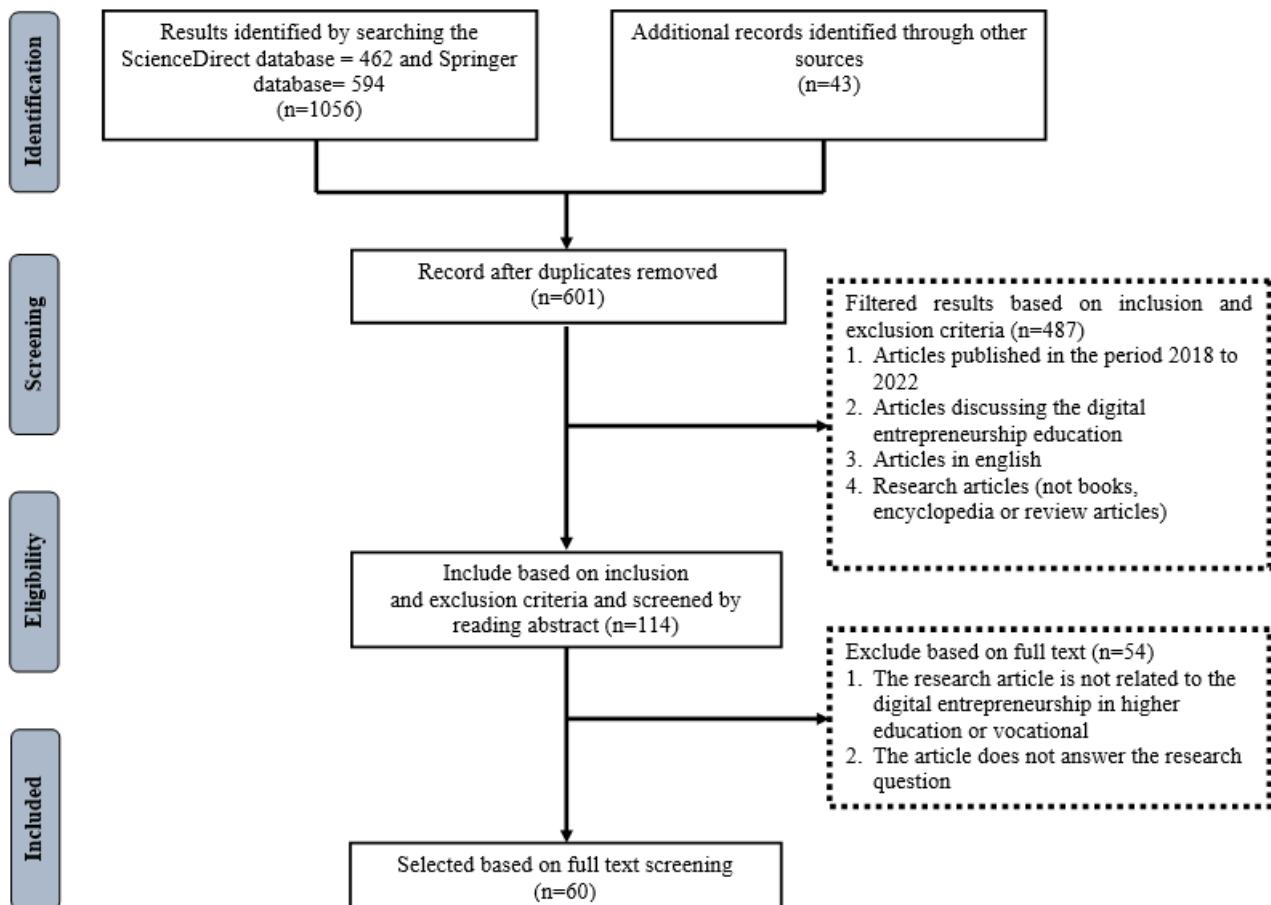 Identification
Results identified by searching the
ScienceDirect database = 462 and Springer
database= 594
(n=1056)
Additional records identified through other
sources
(n=43)
Screening
Record after duplicates removed
(n=601)
Filtered results based on inclusion and
exclusion criteria (n=487)
1. Articles published in the period 2018 to
2022
2. Articles discussing the digital
entrepreneurship education
3. Articles in english
4. Research articles (not books,
encyclopedia or review articles)
Eligibility
Include based on inclusion
and exclusion criteria and screened by
reading abstract (n=114)
Exclude based on full text (n=54)
1. The research article is not related to the
digital entrepreneurship in higher
education or vocational
2. The article does not answer the research
question
Included
Selected based on full text screening
(n=60)